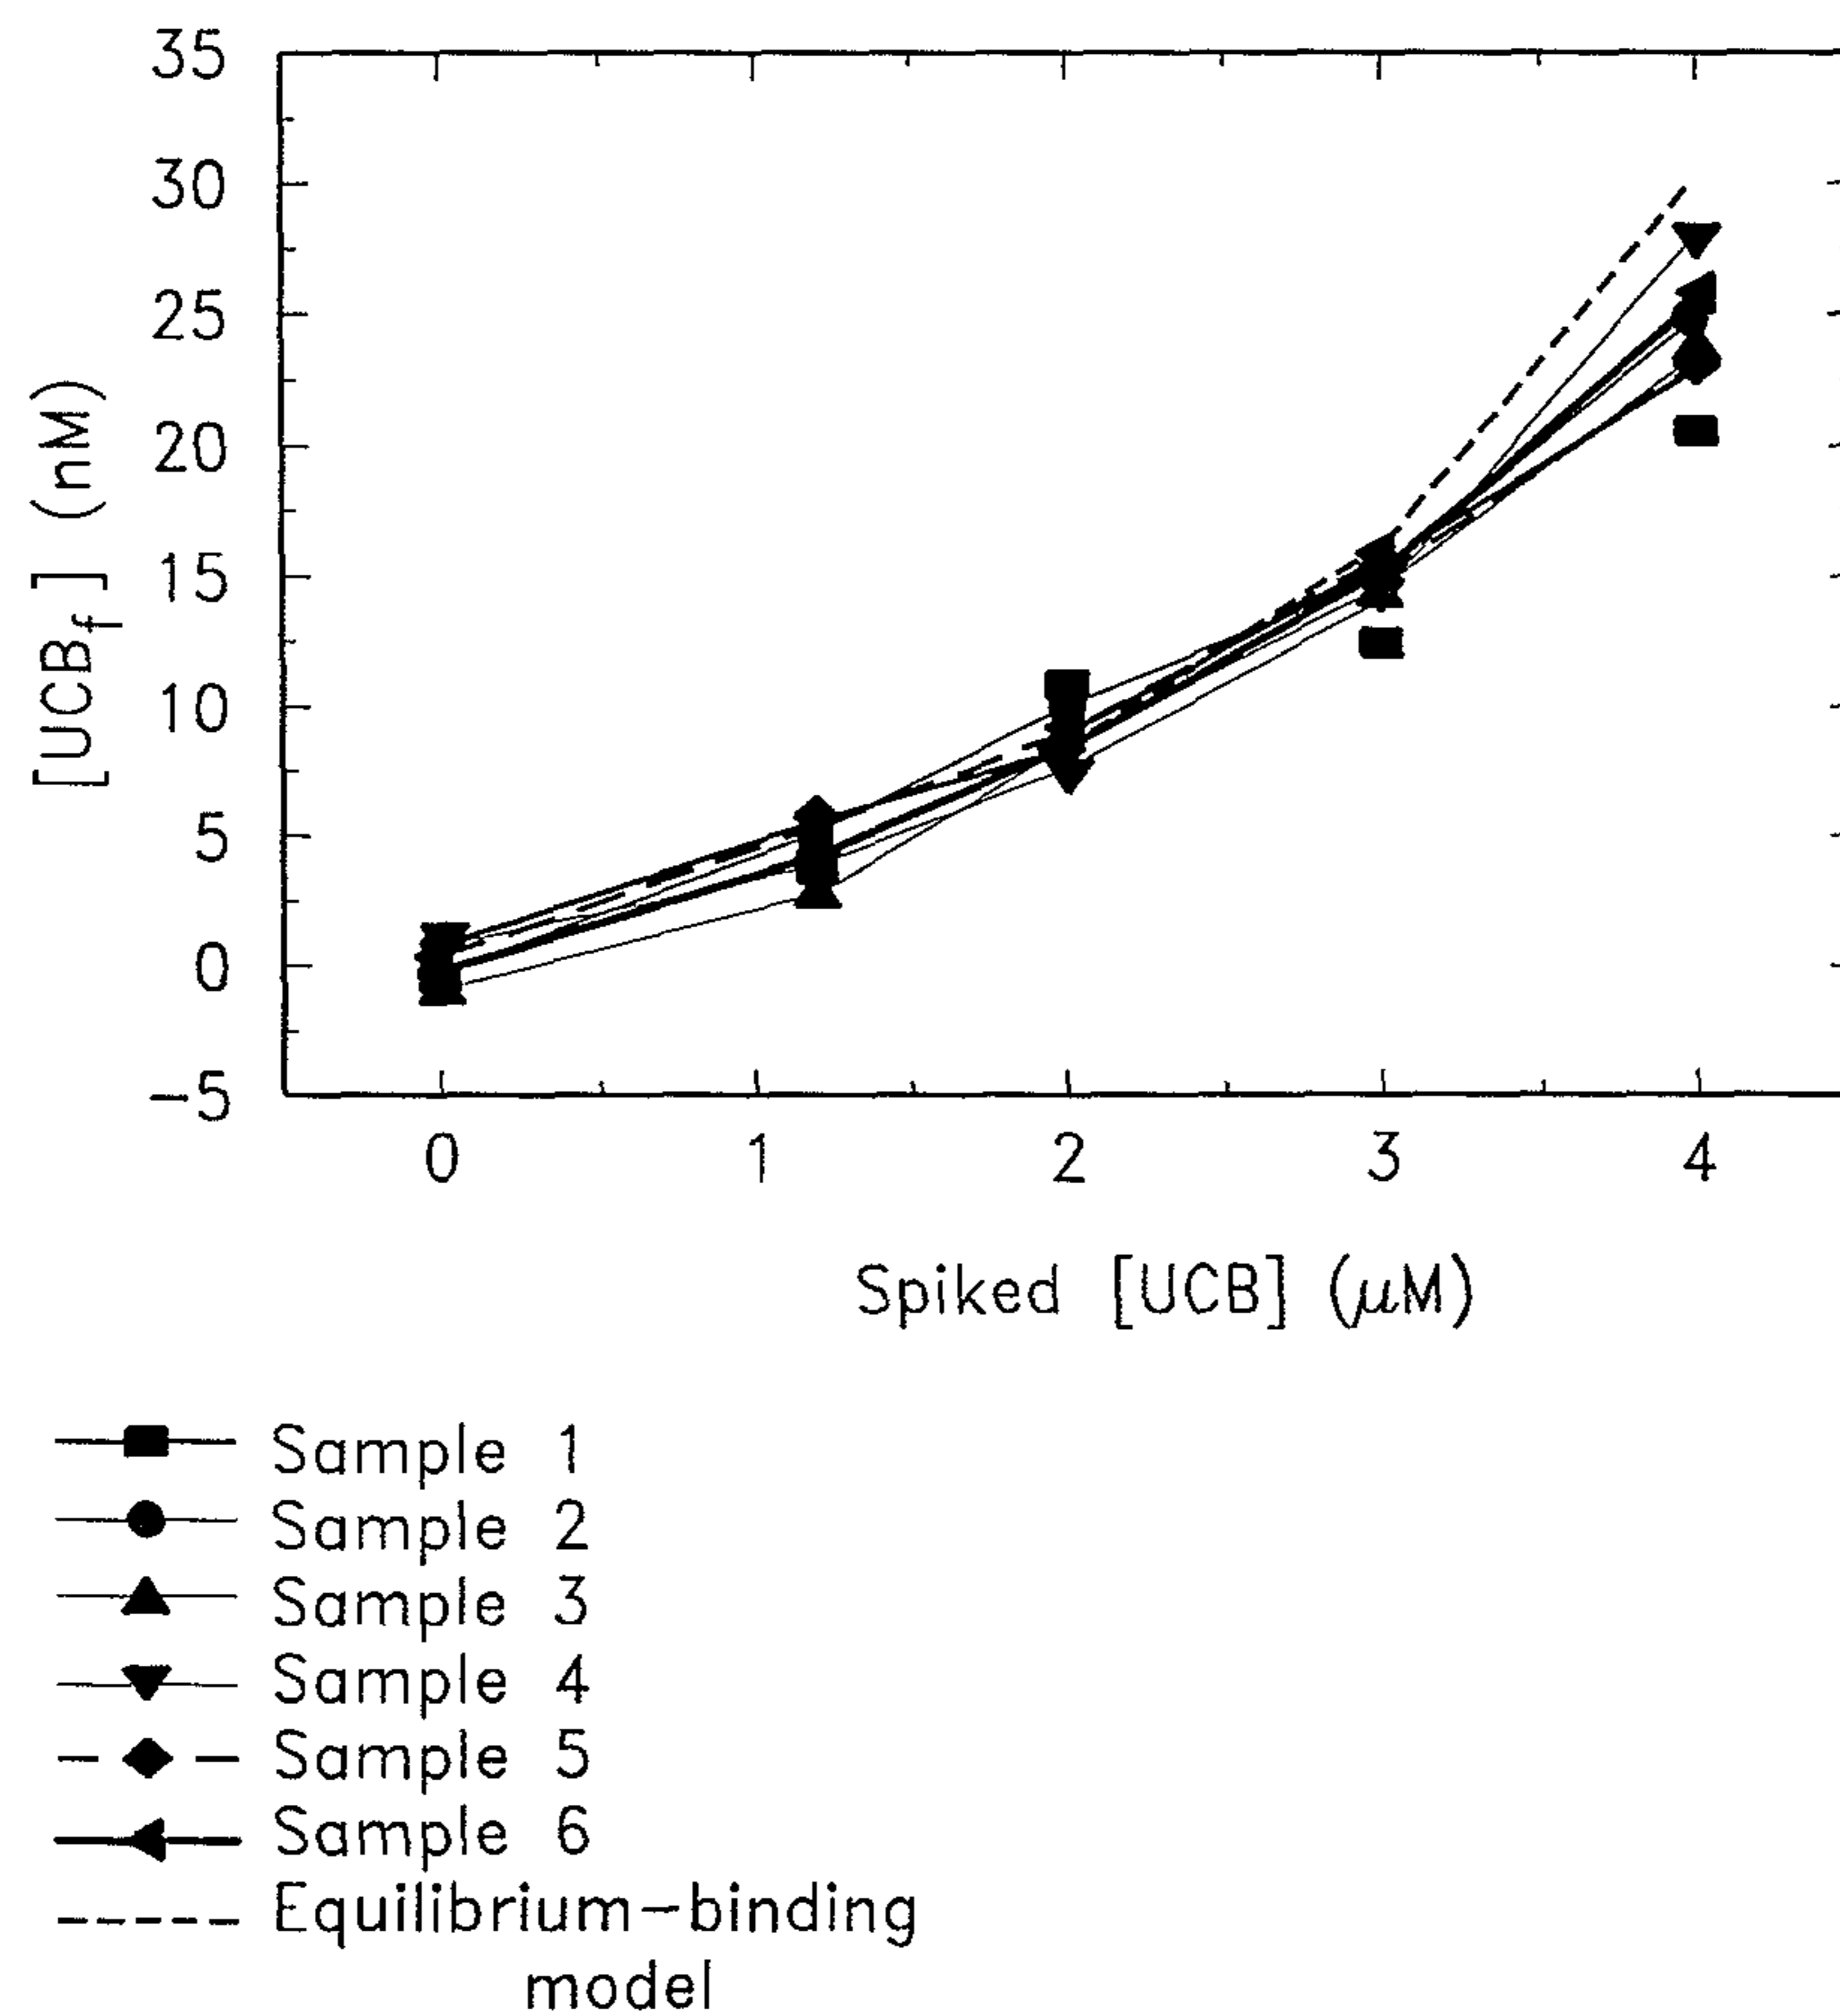 35
30
25
20
15
10
5
0
-5
[UCBf] (nM)
0 1 2 3 4
Spiked [UCB] (μM)
Sample 1
Sample 2
Sample 3
Sample 4
Sample 5
Sample 6
Equilibrium-binding
model